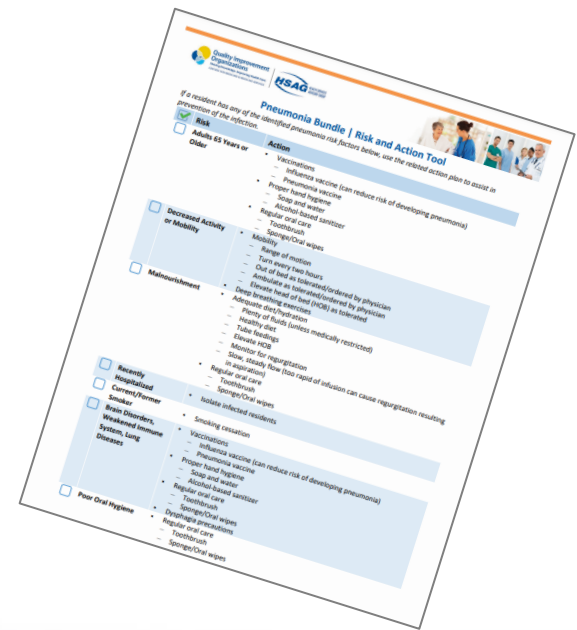 Quality Improvement
Organizations
HSAG
Pneumonia Bundle | Risk and Action Tool
If a resident has any of the identified pneumonia risk factors below, use the related action plan to assist in
prevention of the infection.
Risk Action
Adults 65 Years or
Older
• Vaccinations
– Influenza vaccine (can reduce risk of developing pneumonia)
– Pneumonia vaccine
• Proper hand hygiene
– Soap and water
– Alcohol-based sanitizer
• Regular oral care
– Toothbrush
– Sponge/Oral wipes
Decreased Activity
or Mobility
• Mobility
– Range of motion
– Turn every two hours
– Out of bed as tolerated/ordered by physician
– Ambulate as tolerated/ordered by physician
– Elevate head of bed (HOB) as tolerated
• Deep breathing exercises
Malnourishment
• Adequate diet/hydration
– Plenty of fluids (unless medically restricted)
– Healthy diet
– Tube feedings
– Elevate HOB
– Monitor for regurgitation
– Slow, steady flow (too rapid of infusion can cause regurgitation resulting
in aspiration)
• Regular oral care
– Toothbrush
– Sponge/Oral wipes
Recently
Hospitalized
• Isolate infected residents
Current/Former
Smoker
• Smoking cessation
Brain Disorders,
Weakened Immune
System, Lung
Diseases
• Vaccinations
– Influenza vaccine (can reduce risk of developing pneumonia)
– Pneumonia vaccine
• Proper hand hygiene
– Soap and water
– Alcohol-based sanitizer
• Regular oral care
– Toothbrush
– Sponge/Oral wipes
• Dysphagia precautions
Poor Oral Hygiene
• Regular oral care
– Toothbrush
– Sponge/Oral wipes